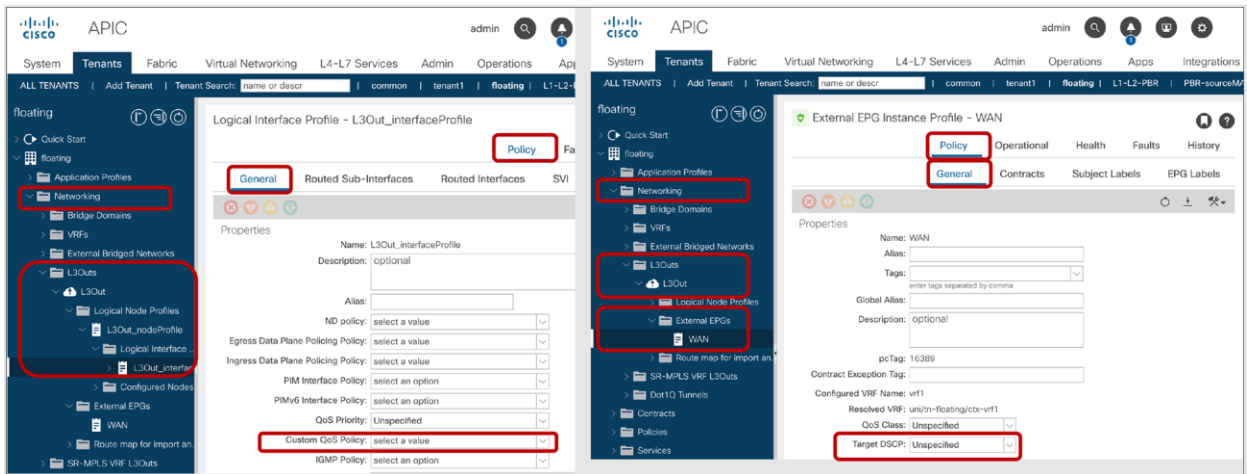 CISCO
APIC
admin
1
System Tenants Fabric Virtual Networking L4-L7 Services Admin Operations
ALL TENANTS | Add Tenant | Tenant Search: name or descr | common | tenant1 | floating |
floating
Quick Start
floating
Application Profiles
Networking
Bridge Domains
VRFs
External Bridged Networks
L3Outs
L3Out
Logical Node Profiles
L3Out_nodeProfile
Logical Interface ..
L3Out_interfac
Configured Nodes
External EPGs
WAN
Route map for import an.
SR-MPLS VRF L3Outs
Logical Interface Profile - L3Out_interfaceProfile
Policy Fa
General Routed Sub-Interfaces Routed Interfaces SVI
Properties
Name: L3Out_interfaceProfile
Description: optional
Alias:
ND policy: select a value
Egress Data Plane Policing Policy: select a value
Ingress Data Plane Policing Policy: select a value
PIM Interface Policy: select an option
PIMv6 Interface Policy: select an option
QoS Priority: Unspecified
Custom QoS Policy: select a value
IGMP Policy: select an option
CISCO
APIC
admin
1
System Tenants Fabric Virtual Networking L4-L7 Services Admin Operations Apps Integrations
ALL TENANTS | Add Tenant | Tenant Search: name or descr | common | tenant1 | floating | L1-L2-PBR | PBR-sourceMA
floating
Quick Start
floating
Application Profiles
Networking
Bridge Domains
VRFs
External Bridged Networks
L3Outs
L3Out
Logical Node Profiles
External EPGs
WAN
Route map for import an.
SR-MPLS VRF L3Outs
Dot1Q Tunnels
Contracts
Policies
Services
External EPG Instance Profile - WAN
Policy Operational Health Faults History
General Contracts Subject Labels EPG Labels
Properties
Name: WAN
Alias:
Tags:
enter tags separated by comma
Global Alias:
Description: optional
pcTag: 16389
Contract Exception Tag:
Configured VRF Name: vrf1
Resolved VRF: uni/tn-floating/ctx-vrf1
QoS Class: Unspecified
Target DSCP: Unspecified